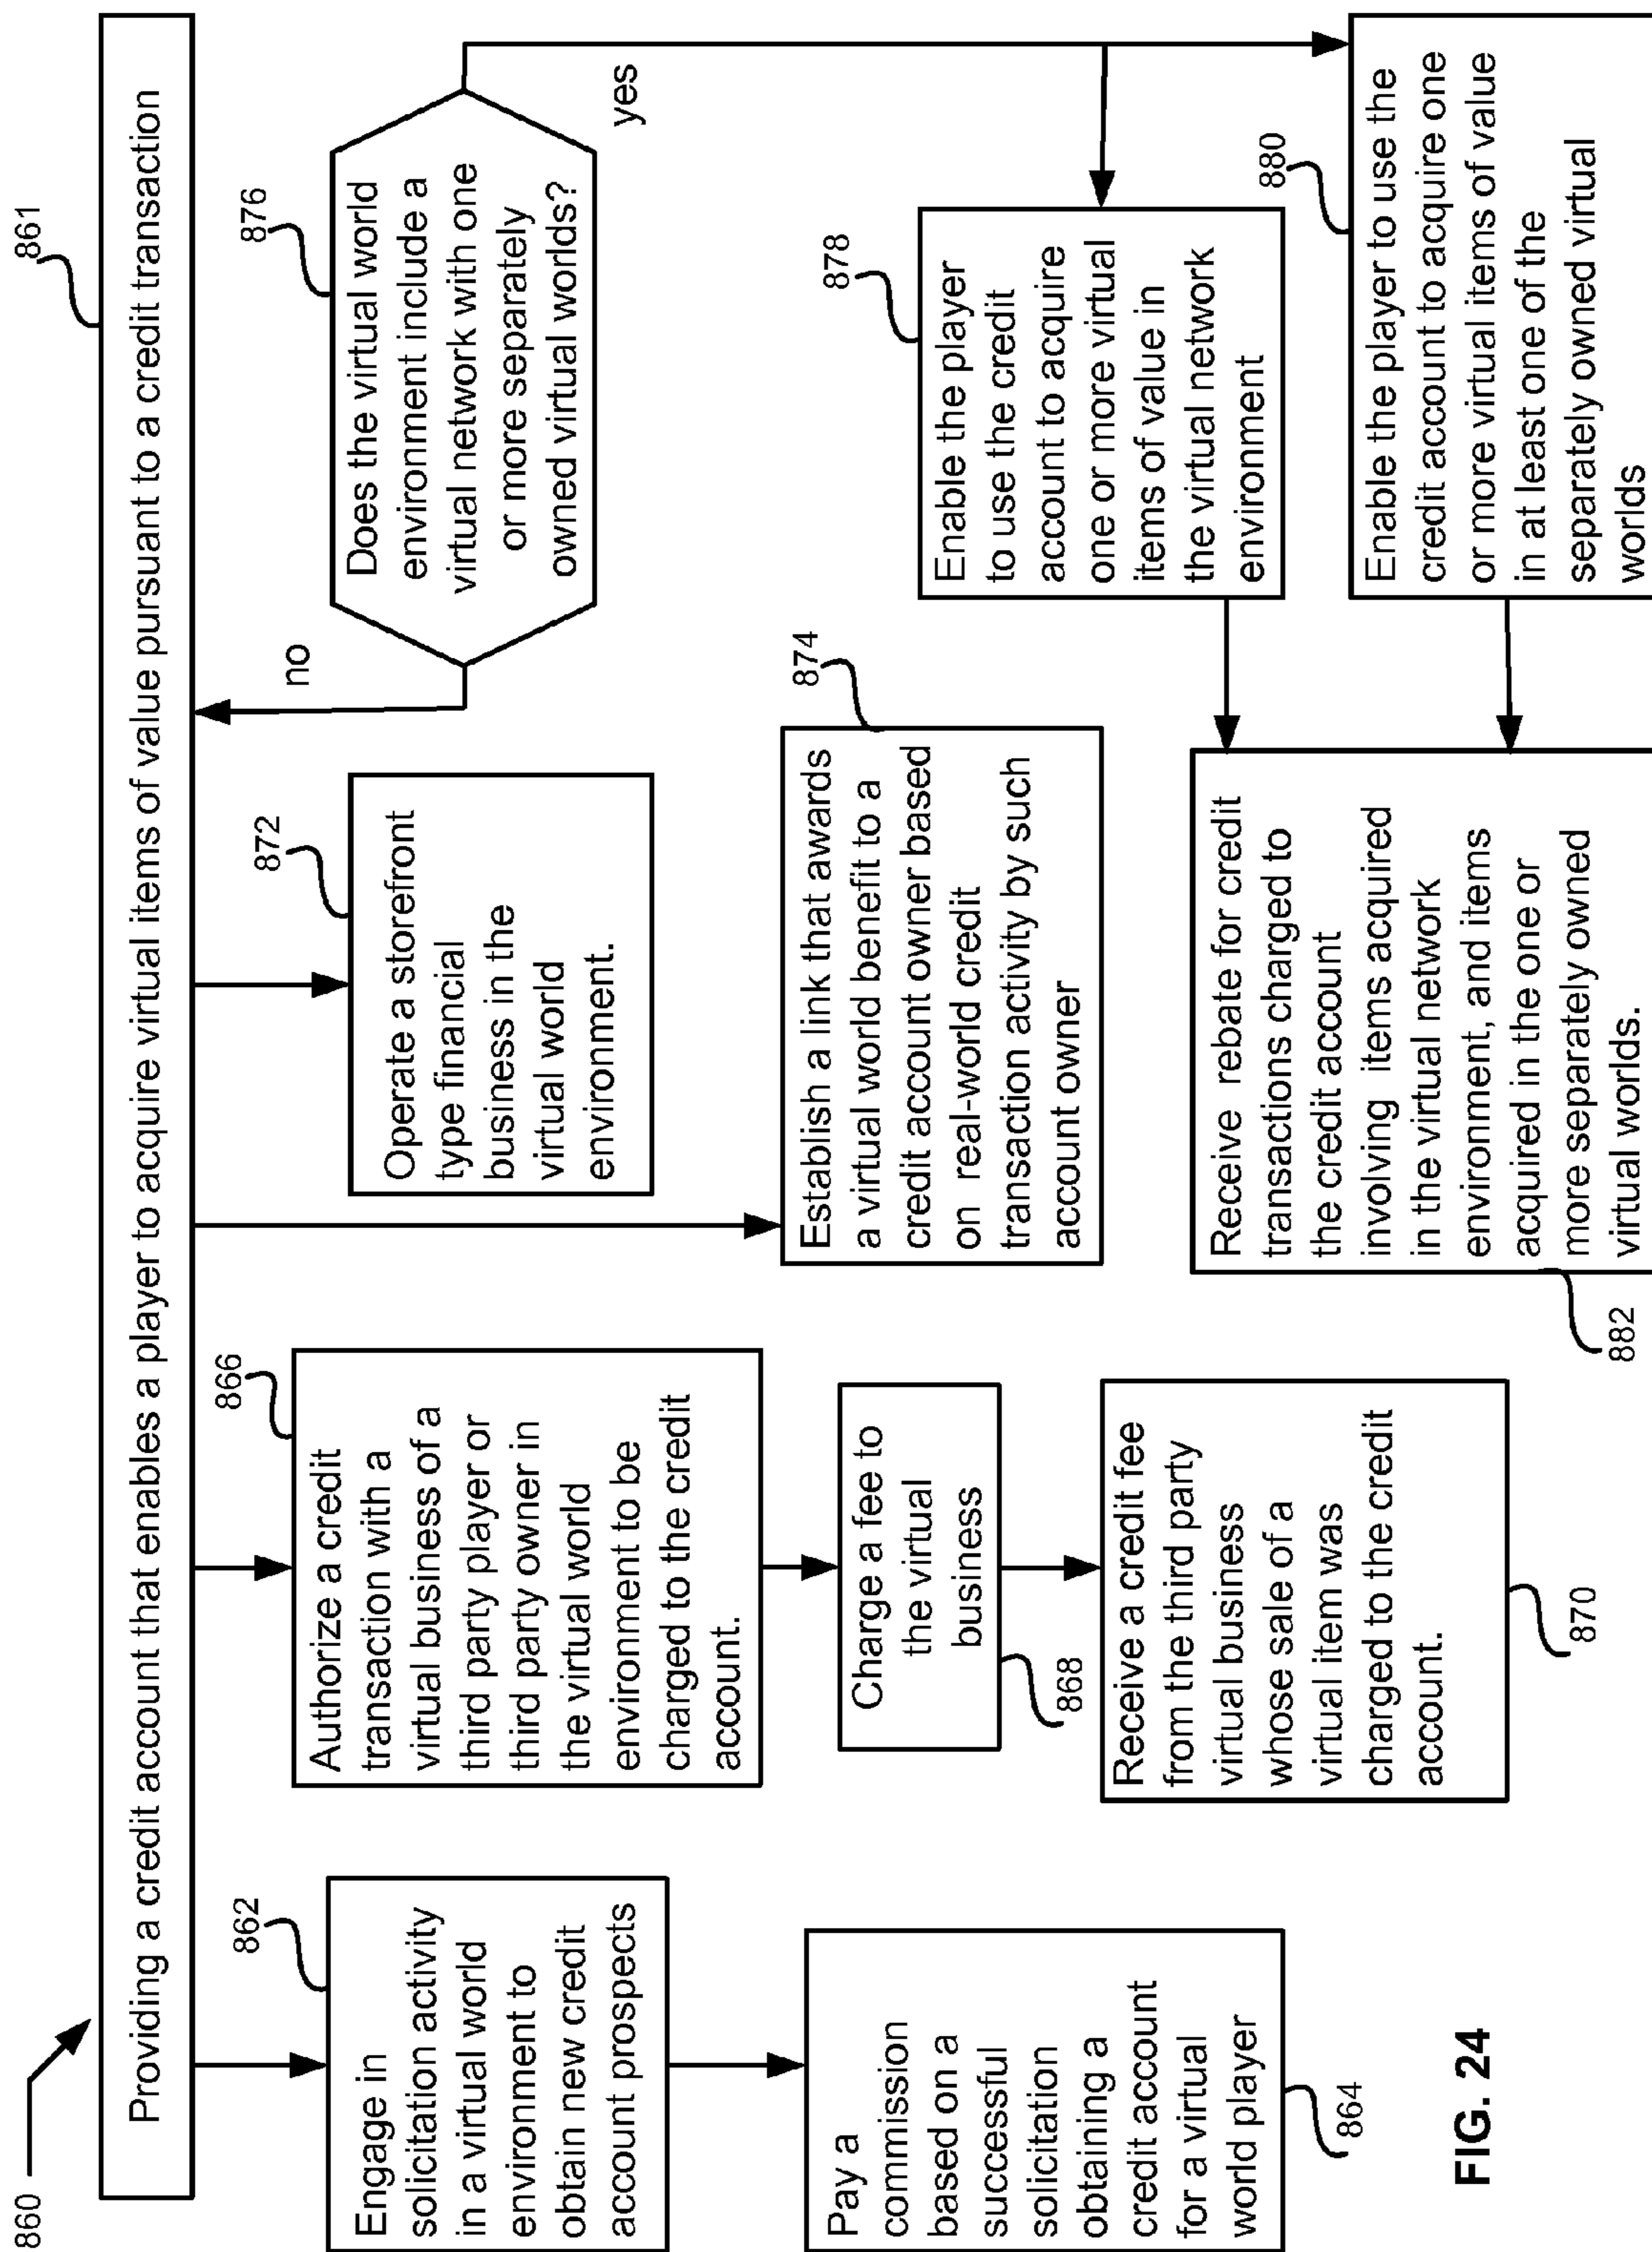 860
861
Providing a credit account that enables a player to acquire virtual items of value pursuant to a credit transaction
862
Engage in
solicitation activity
in a virtual world
environment to
obtain new credit
account prospects
Pay a
commission
based on a
successful
solicitation
obtaining a
credit account
for a virtual
world player
864
866
Authorize a credit
transaction with a
virtual business of a
third party player or
third party owner in
the virtual world
environment to be
charged to the credit
account.
Charge a fee to
the virtual
business
868
Receive a credit fee
from the third party
virtual business
whose sale of a
virtual item was
charged to the credit
account.
870
872
Operate a storefront
type financial
business in the
virtual world
environment.
874
Establish a link that awards
a virtual world benefit to a
credit account owner based
on real-world credit
transaction activity by such
account owner
876
Does the virtual world
environment include a
virtual network with one
or more separately
owned virtual worlds?
no
yes
878
Enable the player
to use the credit
account to acquire
one or more virtual
items of value in
the virtual network
environment
880
Enable the player to use the
credit account to acquire one
or more virtual items of value
in at least one of the
separately owned virtual
worlds
Receive rebate for credit
transactions charged to
the credit account
involving items acquired
in the virtual network
environment, and items
acquired in the one or
more separately owned
virtual worlds.
882
FIG. 24